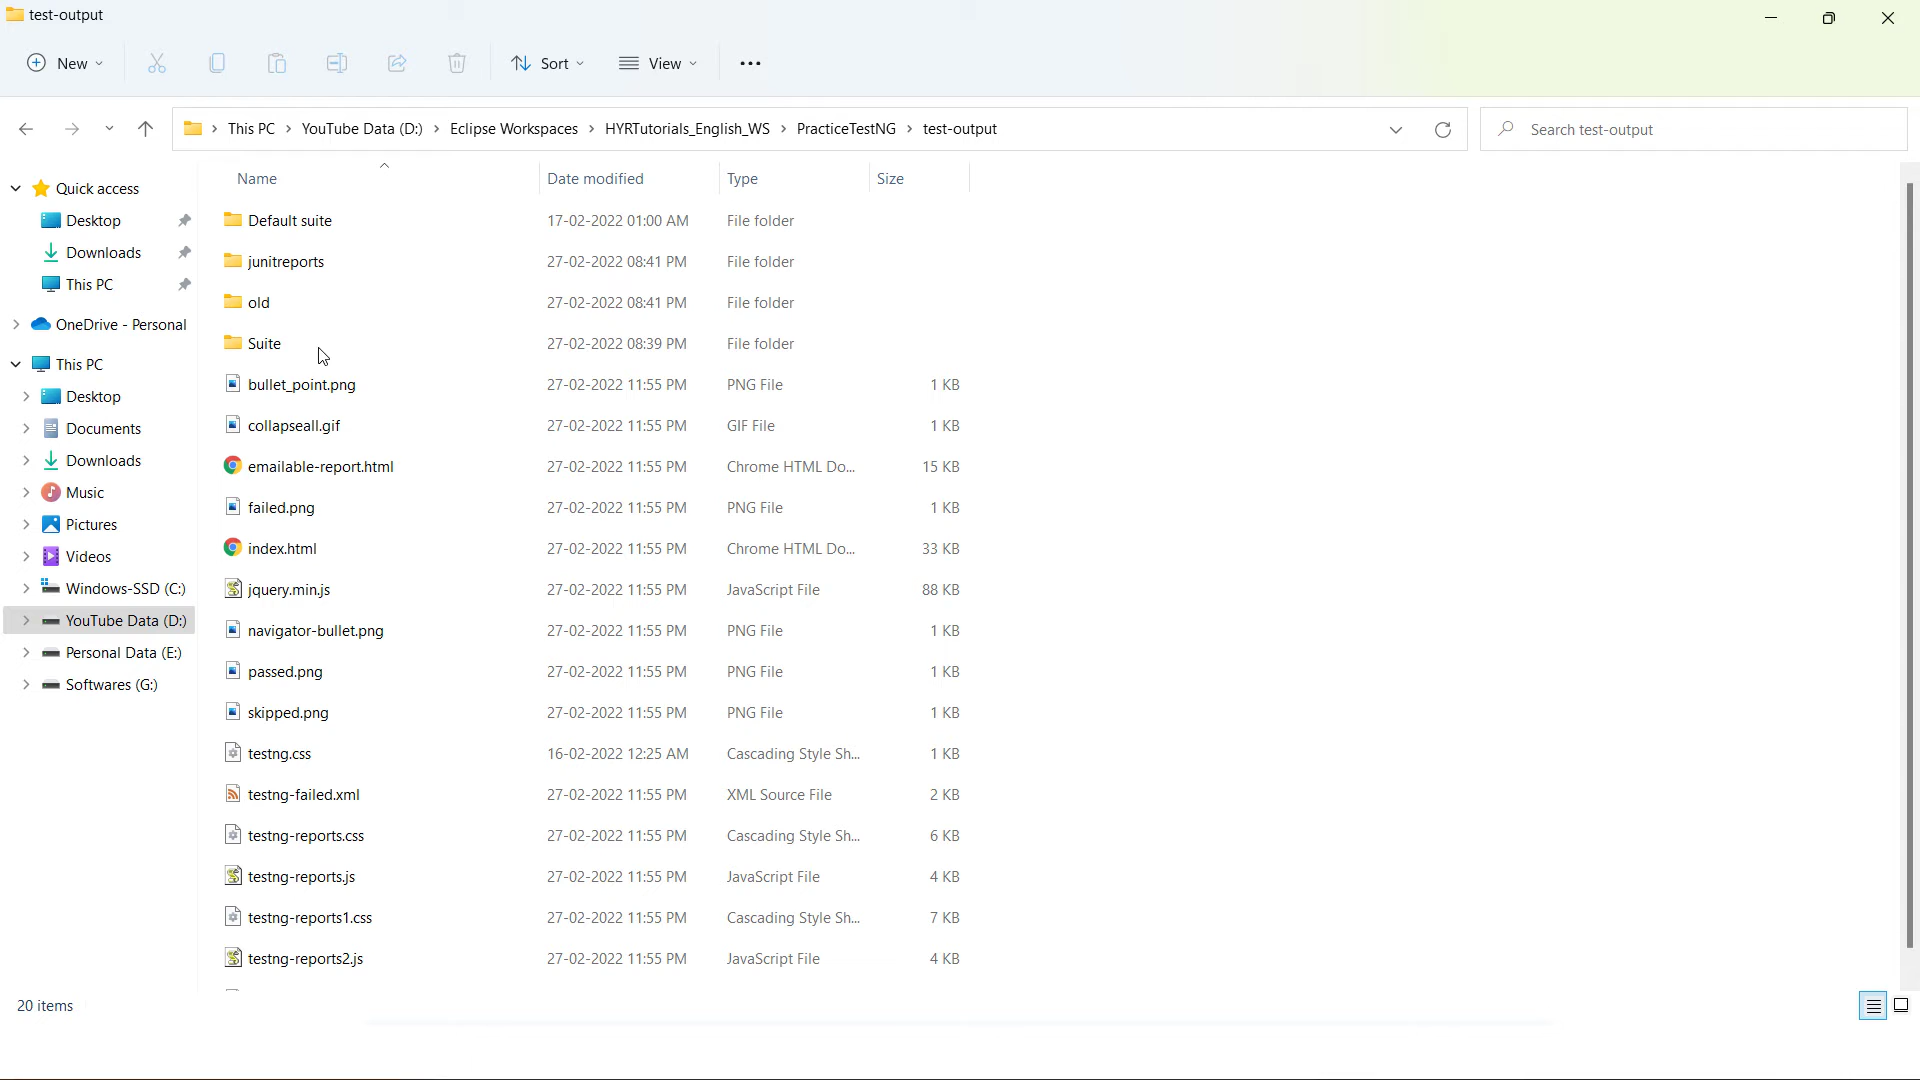 test-output
New
Sort
View
This PC > YouTube Data (D:) > Eclipse Workspaces > HYRTutorials_English_WS > PracticeTestNG > test-output
Search test-output
Quick access
Desktop
Downloads
This PC
OneDrive - Personal
This PC
Desktop
Documents
Downloads
Music
Pictures
Videos
Windows-SSD (C:)
YouTube Data (D:)
Personal Data (E:)
Softwares (G:)
Name Date modified Type Size
Default suite 17-02-2022 01:00 AM File folder
junitreports 27-02-2022 08:41 PM File folder
old 27-02-2022 08:41 PM File folder
Suite 27-02-2022 08:39 PM File folder
bullet_point.png 27-02-2022 11:55 PM PNG File 1 KB
collapseall.gif 27-02-2022 11:55 PM GIF File 1 KB
emailable-report.html 27-02-2022 11:55 PM Chrome HTML Do... 15 KB
failed.png 27-02-2022 11:55 PM PNG File 1 KB
index.html 27-02-2022 11:55 PM Chrome HTML Do... 33 KB
jquery.min.js 27-02-2022 11:55 PM JavaScript File 88 KB
navigator-bullet.png 27-02-2022 11:55 PM PNG File 1 KB
passed.png 27-02-2022 11:55 PM PNG File 1 KB
skipped.png 27-02-2022 11:55 PM PNG File 1 KB
testng.css 16-02-2022 12:25 AM Cascading Style Sh... 1 KB
testng-failed.xml 27-02-2022 11:55 PM XML Source File 2 KB
testng-reports.css 27-02-2022 11:55 PM Cascading Style Sh... 6 KB
testng-reports.js 27-02-2022 11:55 PM JavaScript File 4 KB
testng-reports1.css 27-02-2022 11:55 PM Cascading Style Sh... 7 KB
testng-reports2.js 27-02-2022 11:55 PM JavaScript File 4 KB
20 items